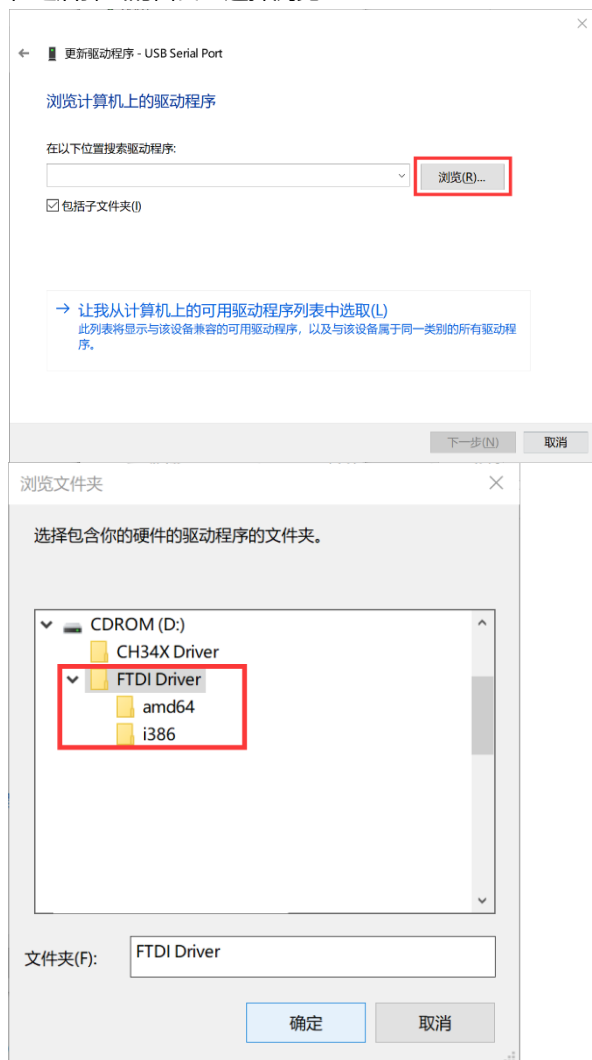 更新驱动程序 - USB Serial Port
浏览计算机上的驱动程序
在以下位置搜索驱动程序:
浏览(R)...
包括子文件夹(I)
让我从计算机上的可用驱动程序列表中选取(L)
此列表将显示与该设备兼容的可用驱动程序，以及与该设备属于同一类别的所有驱动程
序。
下一步(N)
取消
浏览文件夹
选择包含你的硬件的驱动程序的文件夹。
CDROM (D:)
CH34X Driver
FTDI Driver
amd64
i386
文件夹(F):
FTDI Driver
确定
取消